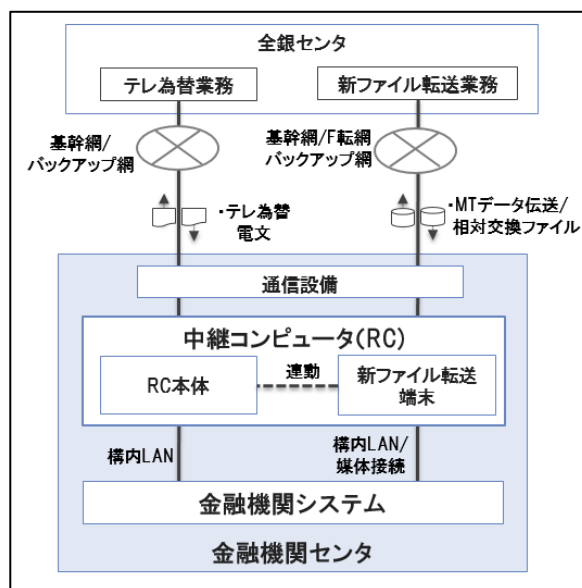 全銀センタ
テレ為替業務
新ファイル転送業務
基幹網/
バックアップ網
基幹網/F転網
バックアップ網
・テレ為替
電文
・MTデータ伝送/
相対交換ファイル
通信設備
中継コンピュータ(RC)
RC本体
連動
新ファイル転送
端末
構内LAN
構内LAN/
媒体接続
金融機関システム
金融機関センタ